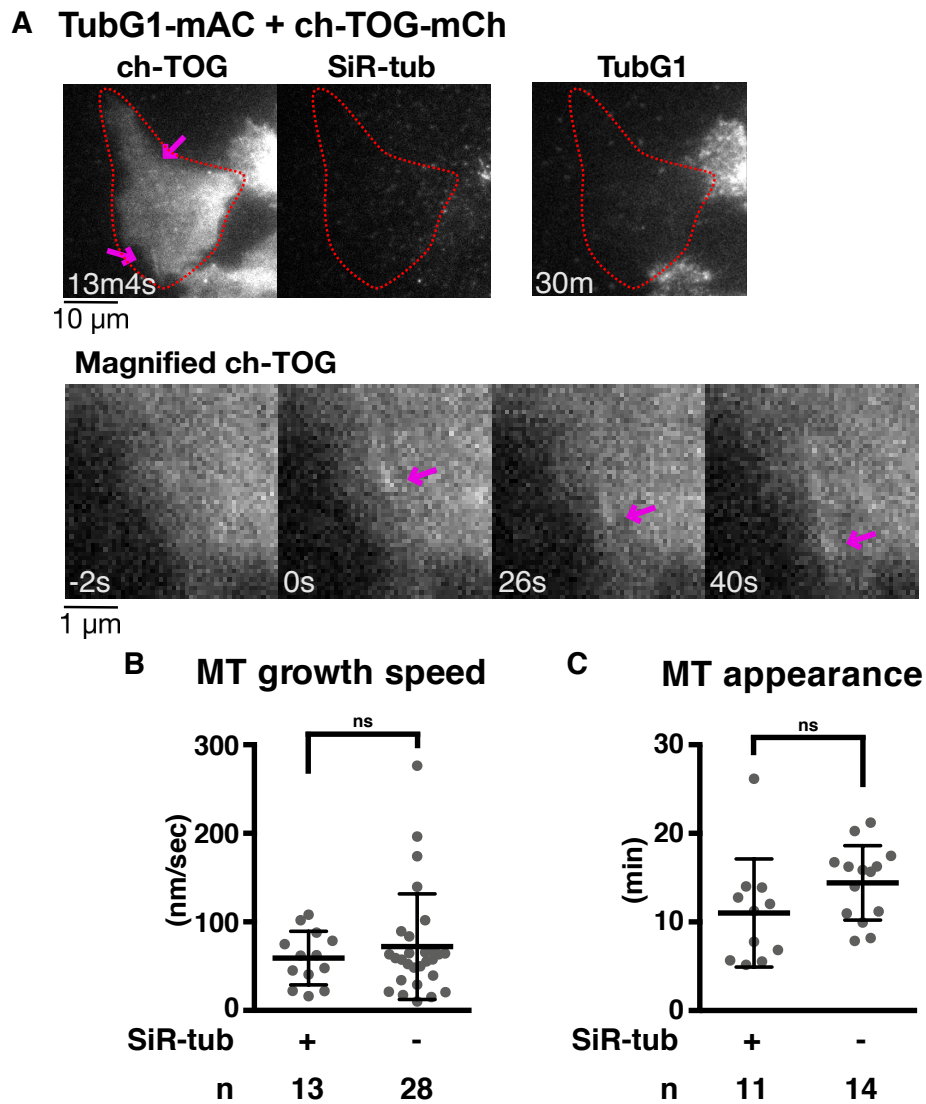 A TubG1-mAC + ch-TOG-mCh
ch-TOG SiR-tub TubG1
13m4s 30m
10 µm
Magnified ch-TOG
-2s 0s 26s 40s
1 µm
B MT growth speed
ns
300
200
100
0
(nm/sec)
SiR-tub + -
n 13 28
C MT appearance
ns
30
20
10
0
(min)
SiR-tub + -
n 11 14